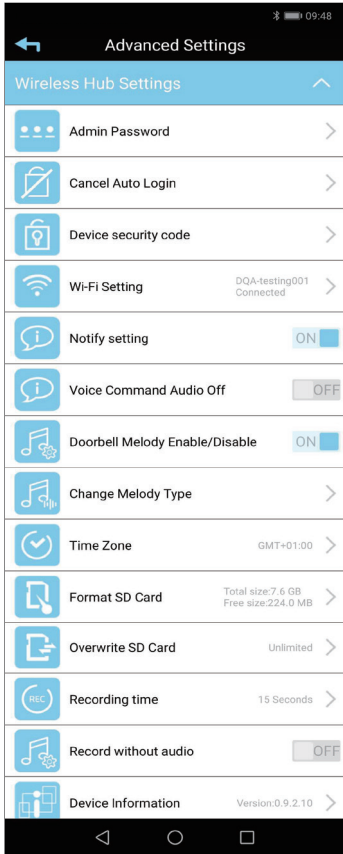 09:48
Advanced Settings
Wireless Hub Settings
Admin Password
Cancel Auto Login
Device security code
Wi-Fi Setting
DQA-testing001
Connected
Notify setting
ON
Voice Command Audio Off
OFF
Doorbell Melody Enable/Disable
ON
Change Melody Type
Time Zone
GMT+01:00
Format SD Card
Total size:7.6 GB
Free size:224.0 MB
Overwrite SD Card
Unlimited
REC
Recording time
15 Seconds
Record without audio
OFF
Device Information
Version:0.9.2.10